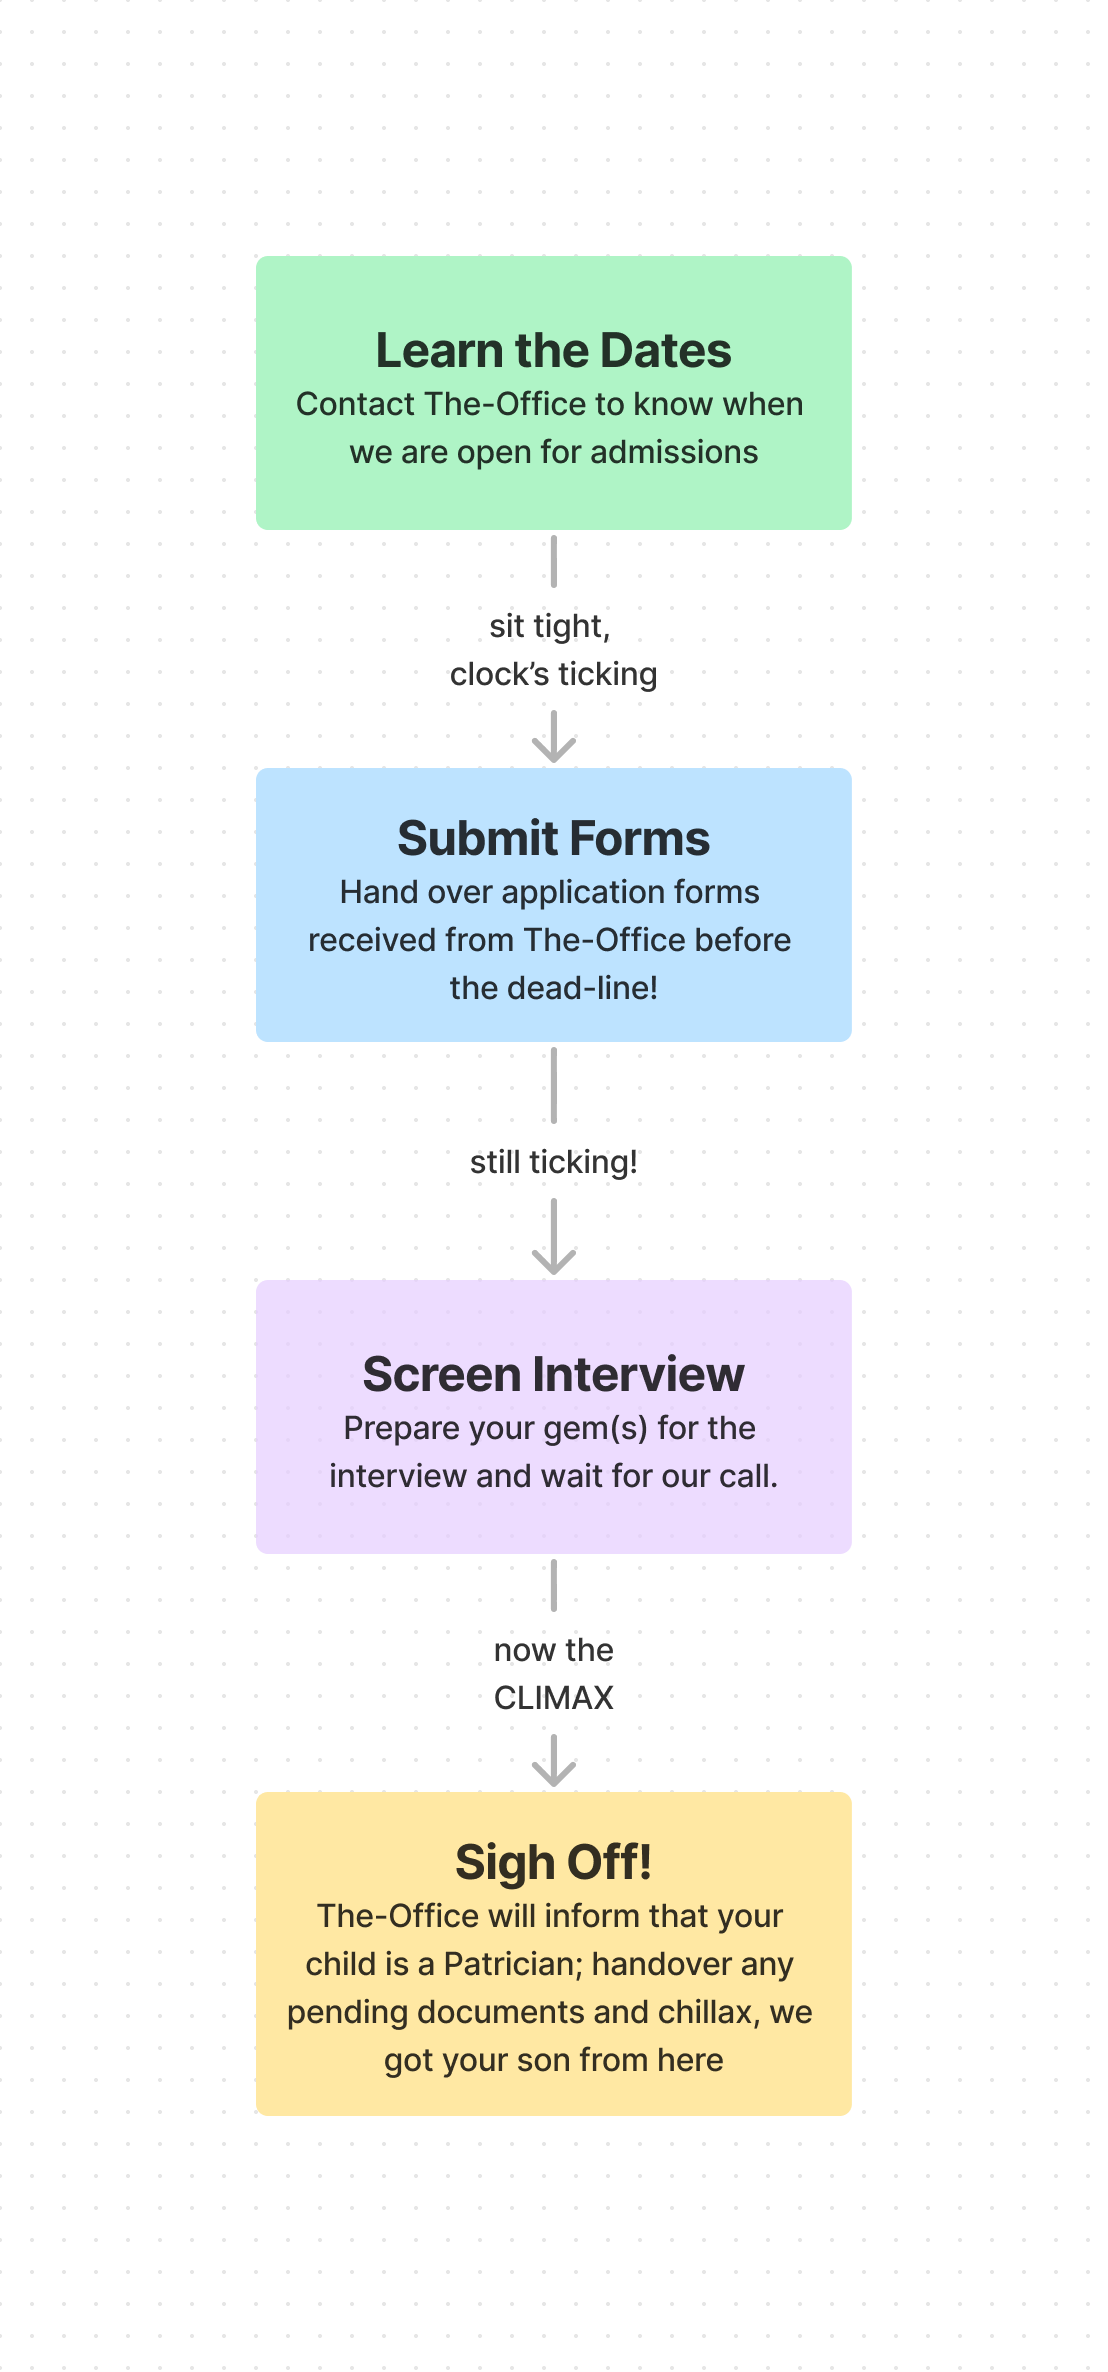 Learn the Dates
Contact The-Office to know when
we are open for admissions
sit tight,
clock’s ticking
Submit Forms
Hand over application forms
received from The-Office before
the dead-line!
still ticking!
Screen Interview
Prepare your gem(s) for the
interview and wait for our call.
now the
CLIMAX
Sigh Off!
The-Office will inform that your
child is a Patrician; handover any
pending documents and chillax, we
got your son from here